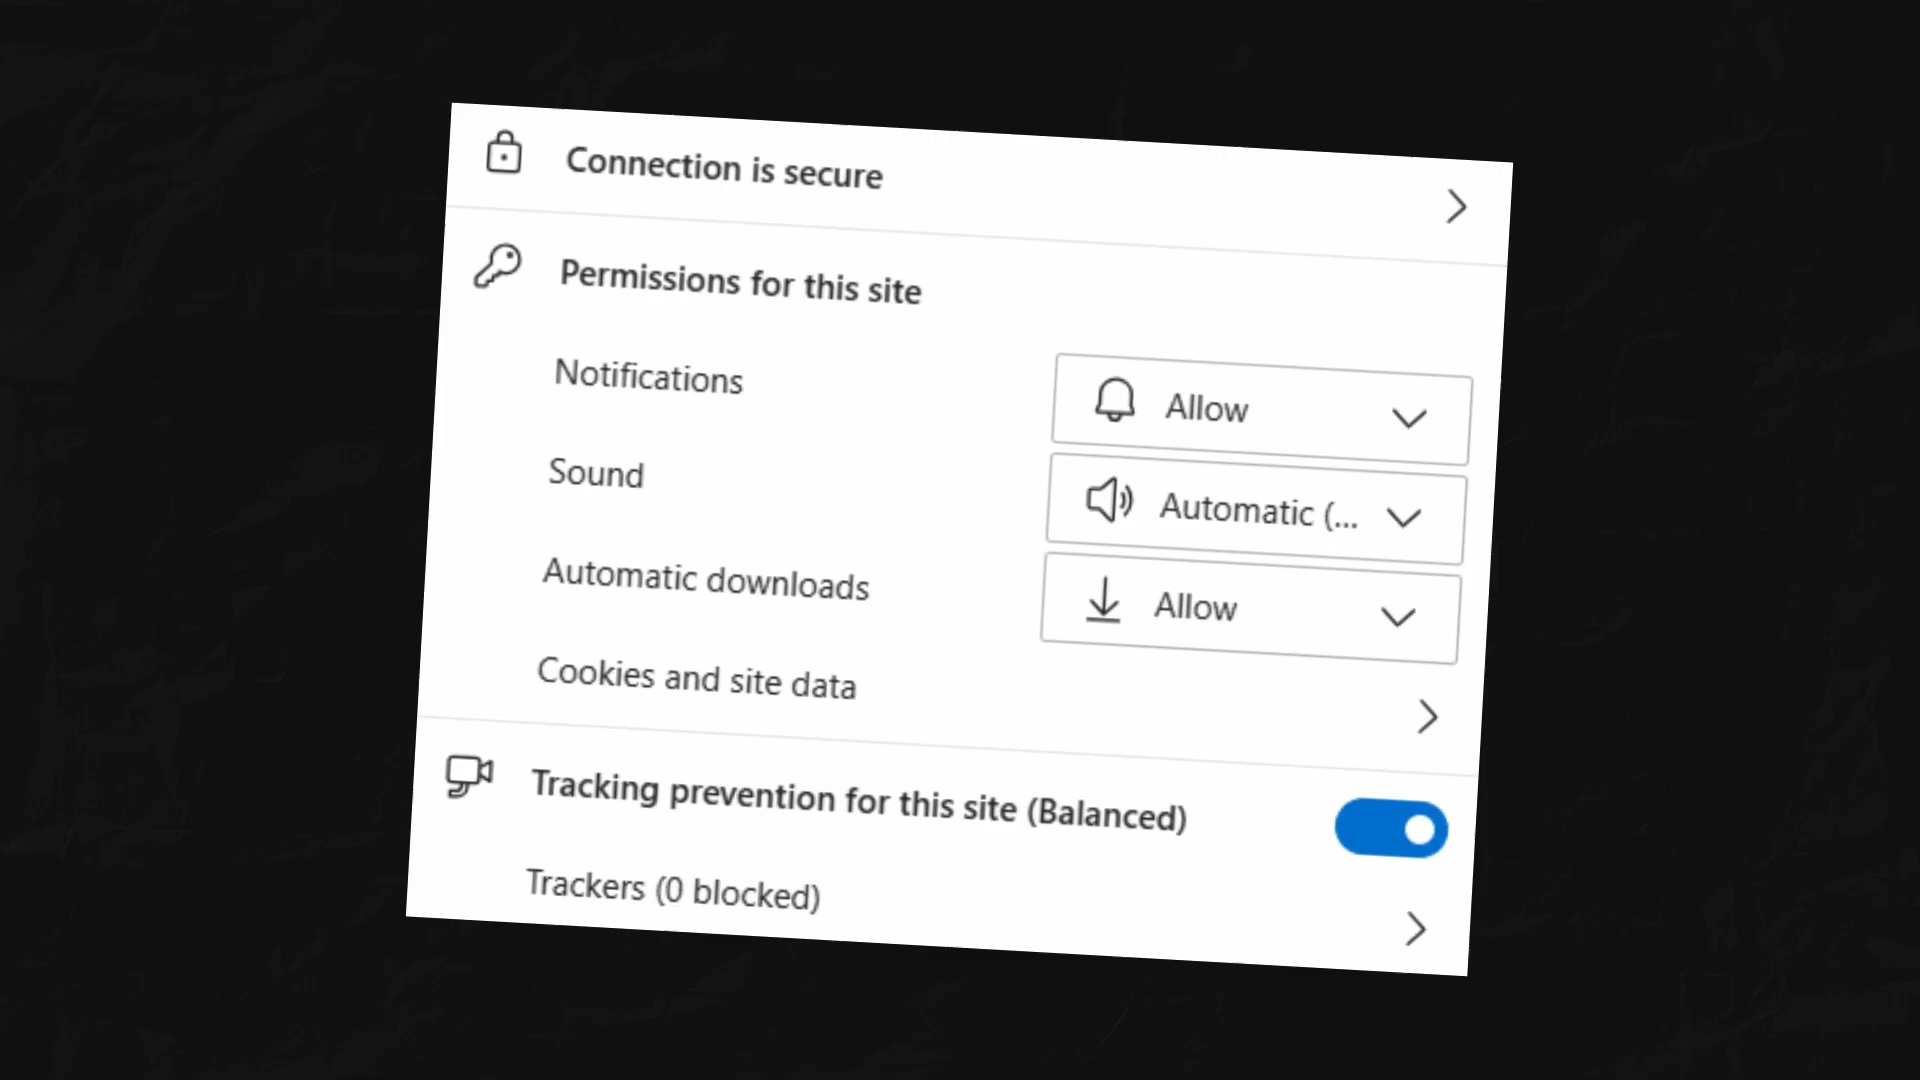 Connection is secure
Permissions for this site
Notifications
Allow
Sound
Automatic (...
Automatic downloads
Allow
Cookies and site data
Tracking prevention for this site (Balanced)
Trackers (0 blocked)